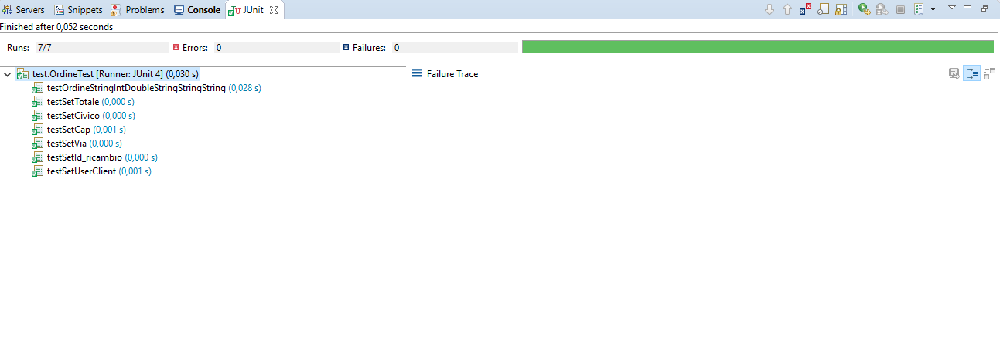 Servers Snippets Problems Console JUnit
Finished after 0,052 seconds
Runs: 7/7 Errors: 0 Failures: 0
test.OrdineTest [Runner: JUnit 4] (0,030 s) Failure Trace
testOrdineStringIntDoubleStringStringString (0,028 s)
testSetTotale (0,000 s)
testSetCivico (0,000 s)
testSetCap (0,001 s)
testSetVia (0,000 s)
testSetId_ricambio (0,000 s)
testSetUserClient (0,001 s)